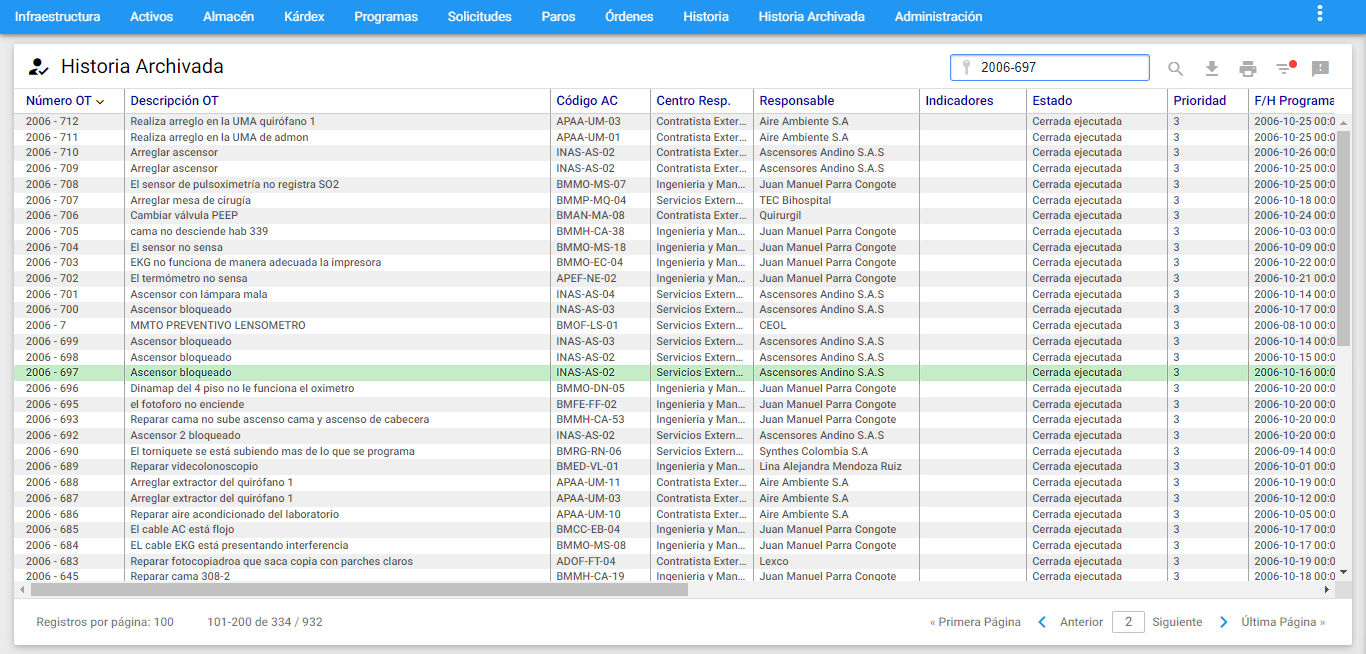 Infraestructura Activos Almacén Kárdex Programas Solicitudes Paros Órdenes Historia Historia Archivada Administración
Historia Archivada 2006-697
Número OT Descripción OT Código AC Centro Resp. Responsable Indicadores Estado Prioridad F/H Programa
2006 - 712 Realiza arreglo en la UMA quirófano 1 APAA-UM-03 Contratista Exter... Aire Ambiente S.A Cerrada ejecutada 3 2006-10-25 00:0
2006 - 711 Realiza arreglo en la UMA de admon APAA-UM-01 Contratista Exter... Aire Ambiente S.A Cerrada ejecutada 3 2006-10-25 00:0
2006 - 710 Arreglar ascensor INAS-AS-02 Contratista Exter... Ascensores Andino S.A.S Cerrada ejecutada 3 2006-10-26 00:0
2006 - 709 Arreglar ascensor INAS-AS-02 Contratista Exter... Ascensores Andino S.A.S Cerrada ejecutada 3 2006-10-25 00:0
2006 - 708 El sensor de pulsoximetría no registra SO2 BMMO-MS-07 Ingenieria y Man... Juan Manuel Parra Congote Cerrada ejecutada 3 2006-10-25 00:0
2006 - 707 Arreglar mesa de cirugía BMMP-MQ-04 Servicios Extern... TEC Bihospital Cerrada ejecutada 3 2006-10-18 00:0
2006 - 706 Cambiar válvula PEEP BMAN-MA-08 Contratista Exter... Quirurgil Cerrada ejecutada 3 2006-10-24 00:0
2006 - 705 cama no desciende hab 339 BMMH-CA-38 Ingenieria y Man... Juan Manuel Parra Congote Cerrada ejecutada 3 2006-10-03 00:0
2006 - 704 El sensor no sensa BMMO-MS-18 Ingenieria y Man... Juan Manuel Parra Congote Cerrada ejecutada 3 2006-10-09 00:0
2006 - 703 EKG no funciona de manera adecuada la impresora BMMO-EC-04 Ingenieria y Man... Juan Manuel Parra Congote Cerrada ejecutada 3 2006-10-22 00:0
2006 - 702 El termómetro no sensa APEF-NE-02 Ingenieria y Man... Juan Manuel Parra Congote Cerrada ejecutada 3 2006-10-21 00:0
2006 - 701 Ascensor con lámpara mala INAS-AS-04 Servicios Extern... Ascensores Andino S.A.S Cerrada ejecutada 3 2006-10-14 00:0
2006 - 700 Ascensor bloqueado INAS-AS-03 Servicios Extern... Ascensores Andino S.A.S Cerrada ejecutada 3 2006-10-17 00:0
2006 - 7 MMTO PREVENTIVO LENSOMETRO BMOF-LS-01 Servicios Extern... CEOL Cerrada ejecutada 3 2006-08-10 00:0
2006 - 699 Ascensor bloqueado INAS-AS-03 Servicios Extern... Ascensores Andino S.A.S Cerrada ejecutada 3 2006-10-14 00:0
2006 - 698 Ascensor bloqueado INAS-AS-02 Servicios Extern... Ascensores Andino S.A.S Cerrada ejecutada 3 2006-10-15 00:0
2006 - 697 Ascensor bloqueado INAS-AS-02 Servicios Extern... Ascensores Andino S.A.S Cerrada ejecutada 3 2006-10-16 00:0
2006 - 696 Dinamap del 4 piso no le funciona el oximetro BMMO-DN-05 Ingenieria y Man... Juan Manuel Parra Congote Cerrada ejecutada 3 2006-10-20 00:0
2006 - 695 el fotoforo no enciende BMFE-FF-02 Ingenieria y Man... Juan Manuel Parra Congote Cerrada ejecutada 3 2006-10-20 00:0
2006 - 693 Reparar cama no sube ascenso cama y ascenso de cabecera BMMH-CA-53 Ingenieria y Man... Juan Manuel Parra Congote Cerrada ejecutada 3 2006-10-20 00:0
2006 - 692 Ascensor 2 bloqueado INAS-AS-02 Servicios Extern... Ascensores Andino S.A.S Cerrada ejecutada 3 2006-10-20 00:0
2006 - 690 El torniquete se está subiendo mas de lo que se programa BMRG-RN-06 Servicios Extern... Synthes Colombia S.A Cerrada ejecutada 3 2006-09-14 00:0
2006 - 689 Reparar videcolonoscopio BMED-VL-01 Ingenieria y Man... Lina Alejandra Mendoza Ruiz Cerrada ejecutada 3 2006-10-01 00:0
2006 - 688 Arreglar extractor del quirófano 1 APAA-UM-11 Contratista Exter... Aire Ambiente S.A Cerrada ejecutada 3 2006-10-19 00:0
2006 - 687 Arreglar extractor del quirófano 1 APAA-UM-03 Contratista Exter... Aire Ambiente S.A Cerrada ejecutada 3 2006-10-12 00:0
2006 - 686 Reparar aire acondicionado del laboratorio APAA-UM-10 Contratista Exter... Aire Ambiente S.A Cerrada ejecutada 3 2006-10-05 00:0
2006 - 685 El cable AC está flojo BMCC-EB-04 Ingenieria y Man... Juan Manuel Parra Congote Cerrada ejecutada 3 2006-10-17 00:0
2006 - 684 EL cable EKG está presentando interferencia BMMO-MS-08 Ingenieria y Man... Juan Manuel Parra Congote Cerrada ejecutada 3 2006-10-17 00:0
2006 - 683 Reparar fotocopiadroa que saca copia con parches claros ADOF-FT-04 Contratista Exter... Lexco Cerrada ejecutada 3 2006-10-19 00:0
2006 - 645 Reparar cama 308-2 BMMH-CA-19 Ingenieria y Man... Juan Manuel Parra Congote Cerrada ejecutada 3 2006-10-18 00:0
Registros por página: 100 101-200 de 334 / 932 « Primera Página Anterior 2 Siguiente Última Página »